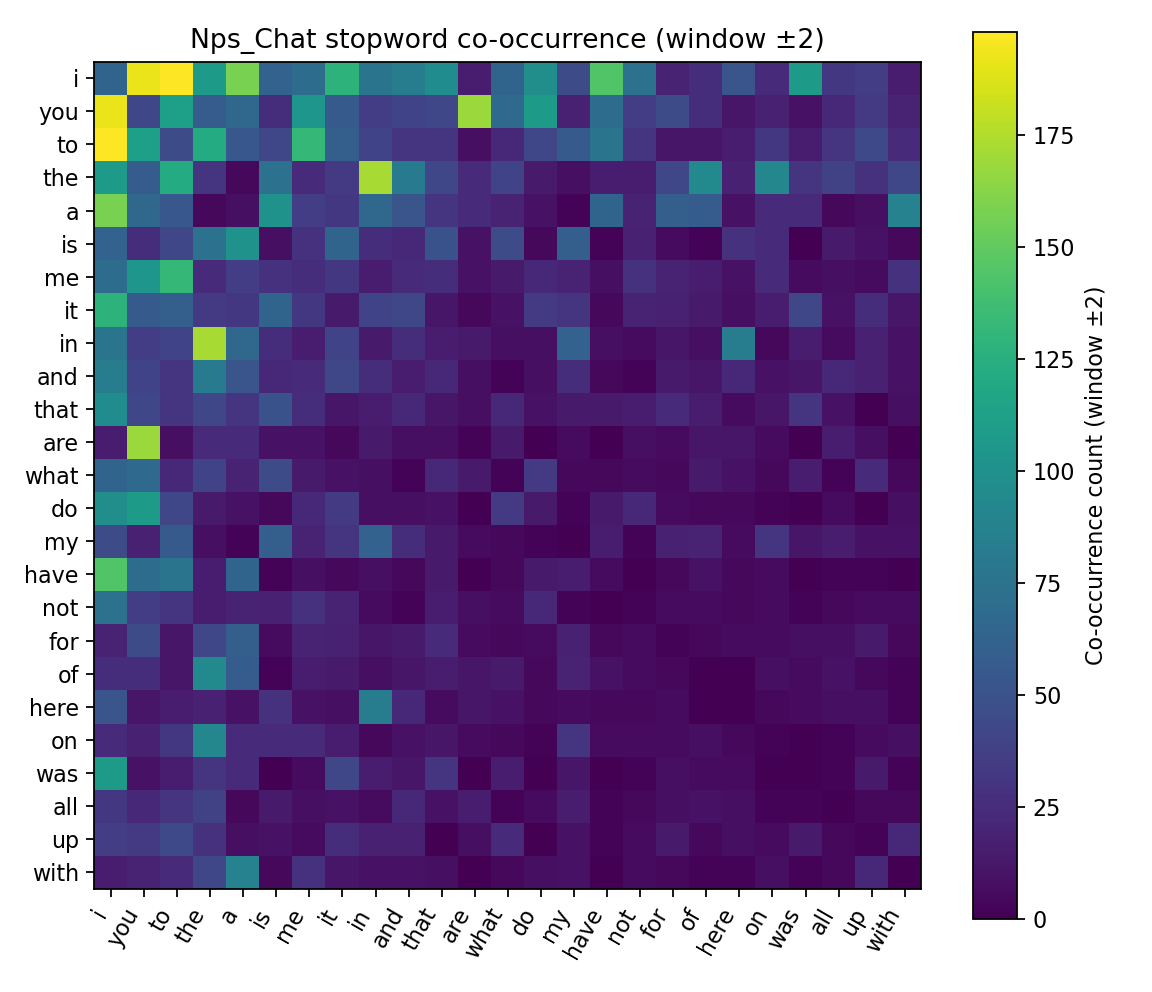 Nps_Chat stopword co-occurrence (window ±2)
i
you
to
the
a
is
me
it
in
and
that
are
what
do
my
have
not
for
of
here
on
was
all
up
with
i
you
to
the
a
is
me
it
in
and
that
are
what
do
my
have
not
for
of
here
on
was
all
up
with
175
150
125
100
75
50
25
0
Co-occurrence count (window ±2)